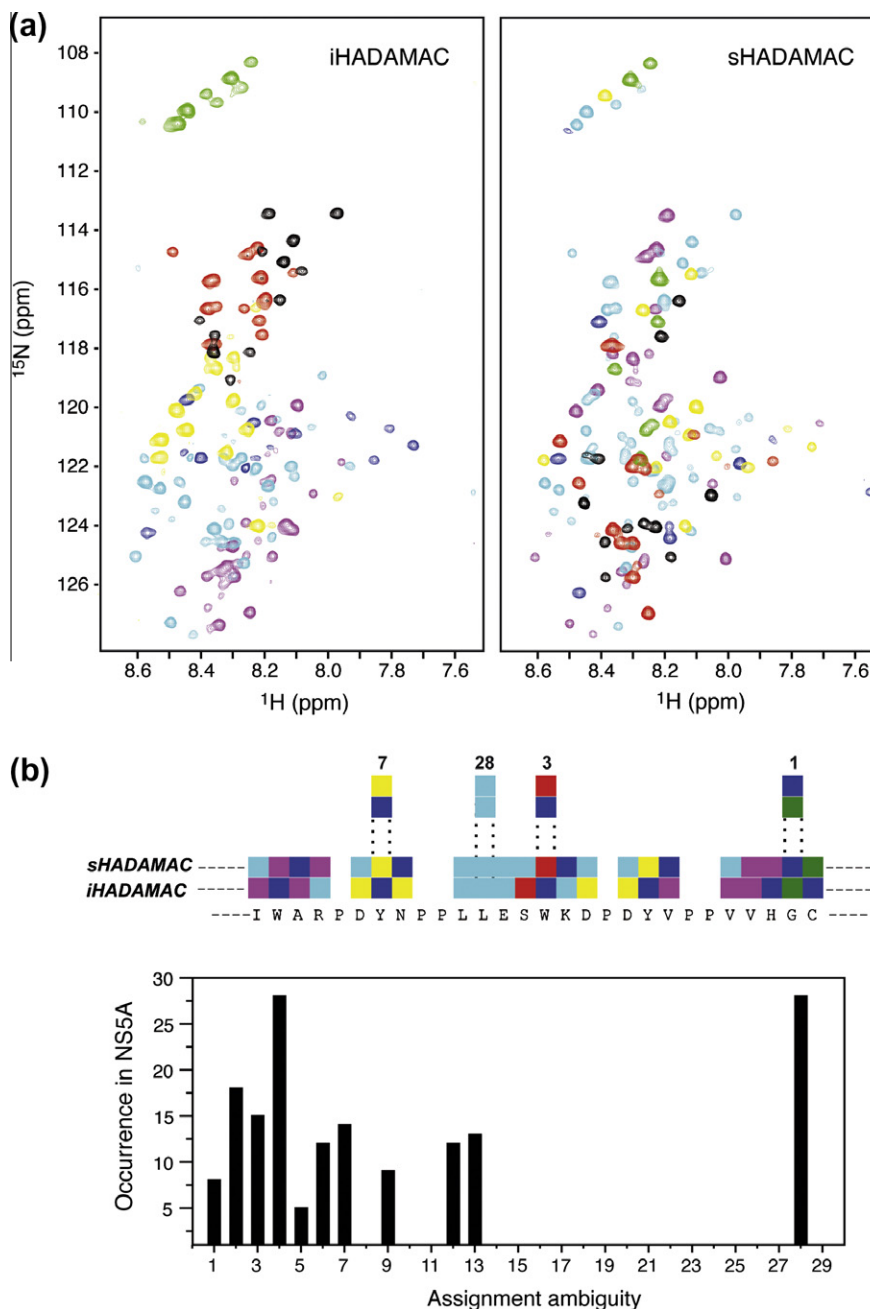 (a)
iHADAMAC
sHADAMAC
108
110
112
114
116
118
120
122
124
126
15N (ppm)
8.6 8.4 8.2 8.0 7.8 7.6
8.6 8.4 8.2 8.0 7.8 7.6
1H (ppm)
1H (ppm)
(b)
7 28 3 1
sHADAMAC
iHADAMAC
I W A R P D Y N P P L L E S W K D P D Y V P P V V H G C
30
25
20
15
10
5
Occurrence in NS5A
1 3 5 7 9 11 13 15 17 19 21 23 25 27 29
Assignment ambiguity